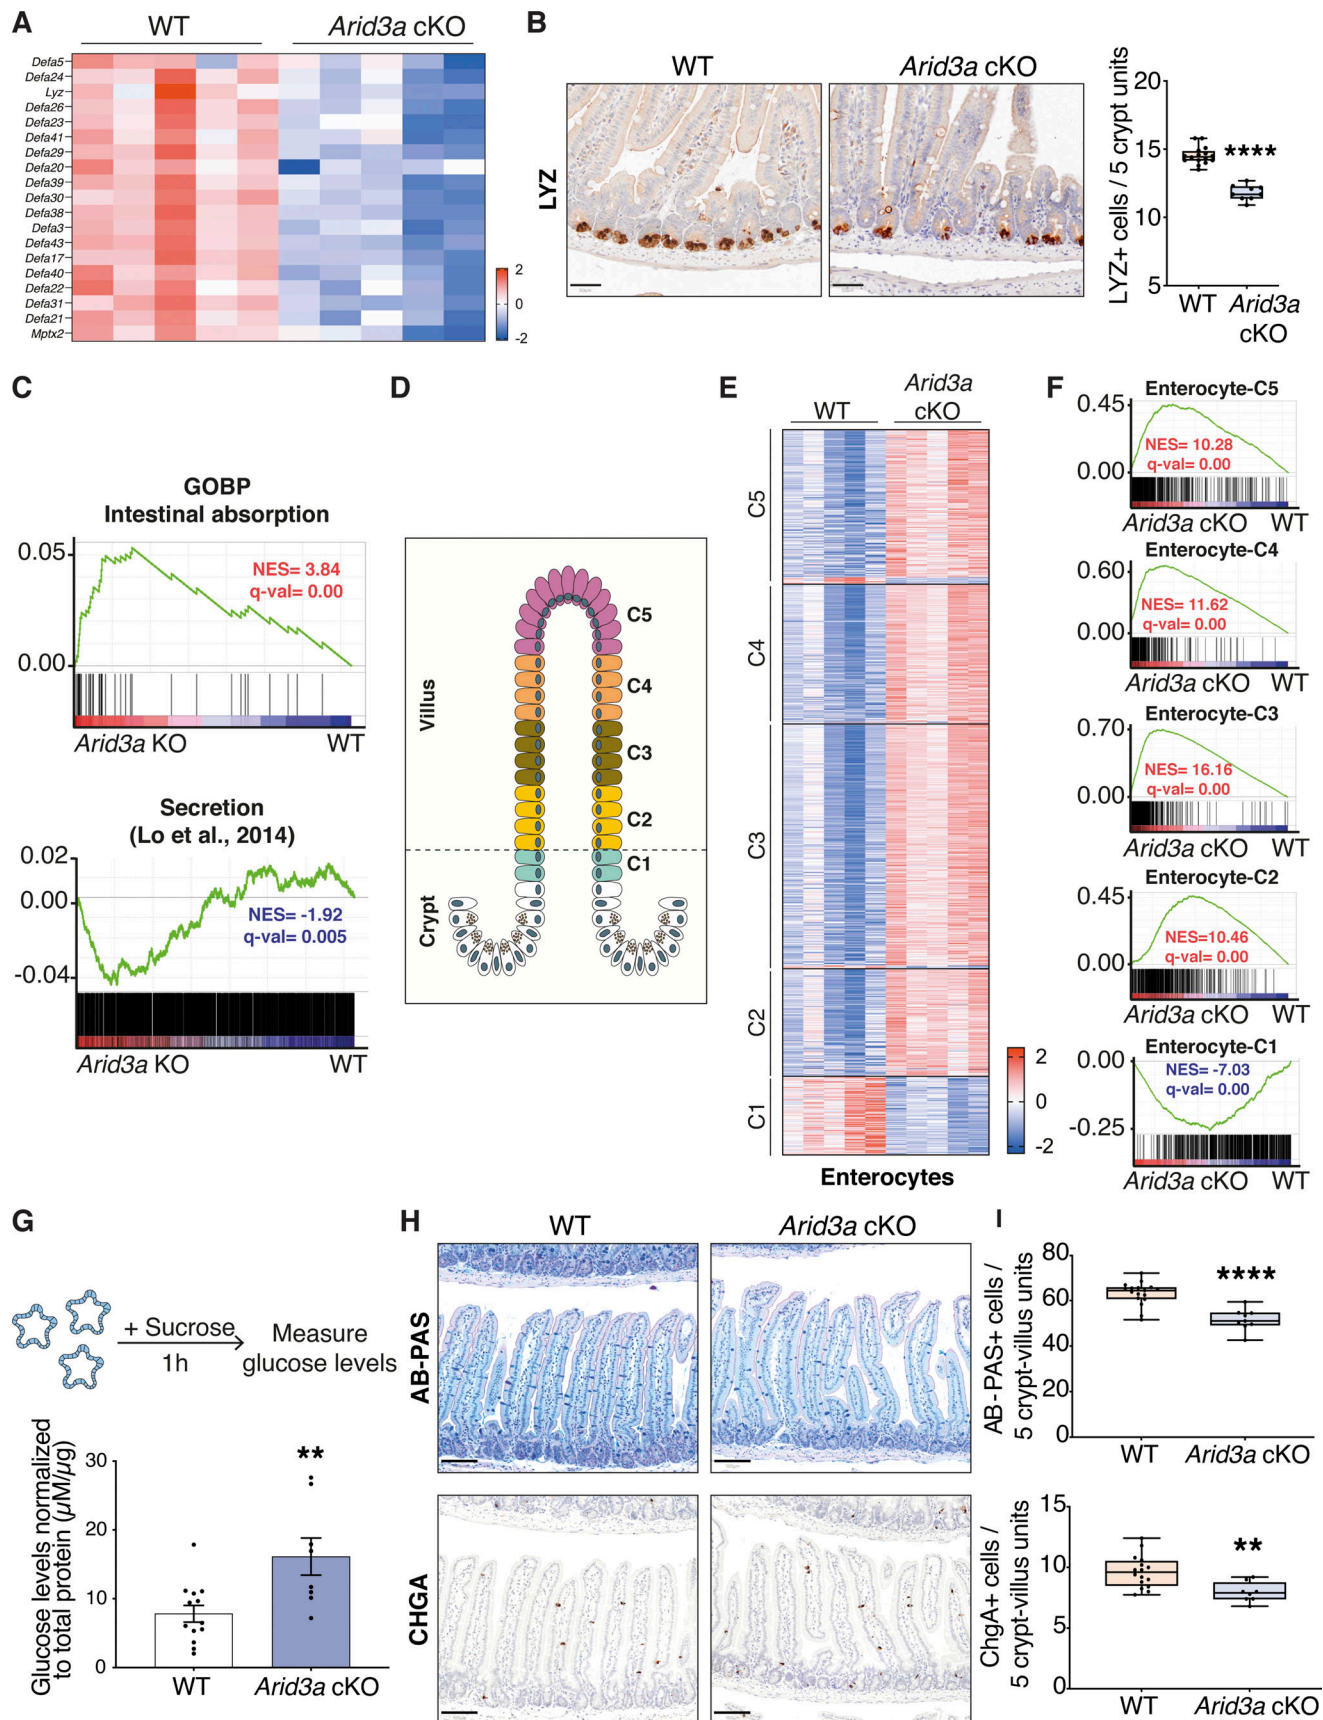 A
WT
Arid3a cKO
Defa5
Defa24
Lyz
Defa26
Defa23
Defa41
Defa29
Defa20
Defa39
Defa30
Defa38
Defa3
Defa43
Defa17
Defa40
Defa22
Defa31
Defa21
Mptx2
2
0
-2
B
WT
Arid3a cKO
LYZ
LYZ+ cells / 5 crypt units
20
15
10
5
****
WT
Arid3a
cKO
C
GOBP
Intestinal absorption
0.05
0.00
NES= 3.84
q-val= 0.00
Arid3a KO
WT
Secretion
(Lo et al., 2014)
0.02
0.00
-0.04
NES= -1.92
q-val= 0.005
Arid3a KO
WT
D
Villus
Crypt
C5
C4
C3
C2
C1
E
WT
Arid3a
cKO
C5
C4
C3
C2
C1
2
0
-2
Enterocytes
F
Enterocyte-C5
0.45
0.00
NES= 10.28
q-val= 0.00
Arid3a cKO WT
Enterocyte-C4
0.60
0.00
NES= 11.62
q-val= 0.00
Arid3a cKO WT
Enterocyte-C3
0.70
0.00
NES= 16.16
q-val= 0.00
Arid3a cKO WT
Enterocyte-C2
0.45
0.00
NES=10.46
q-val= 0.00
Arid3a cKO WT
Enterocyte-C1
0.00
-0.25
NES= -7.03
q-val= 0.00
Arid3a cKO WT
G
+ Sucrose
1h
Measure
glucose levels
Glucose levels normalized
to total protein (µM/µg)
30
20
10
0
**
WT
Arid3a cKO
H
WT
Arid3a cKO
AB-PAS
CHGA
I
AB-PAS+ cells /
5 crypt-villus units
80
60
40
20
0
****
WT
Arid3a cKO
ChgA+ cells /
5 crypt-villus units
15
10
5
0
**
WT
Arid3a cKO